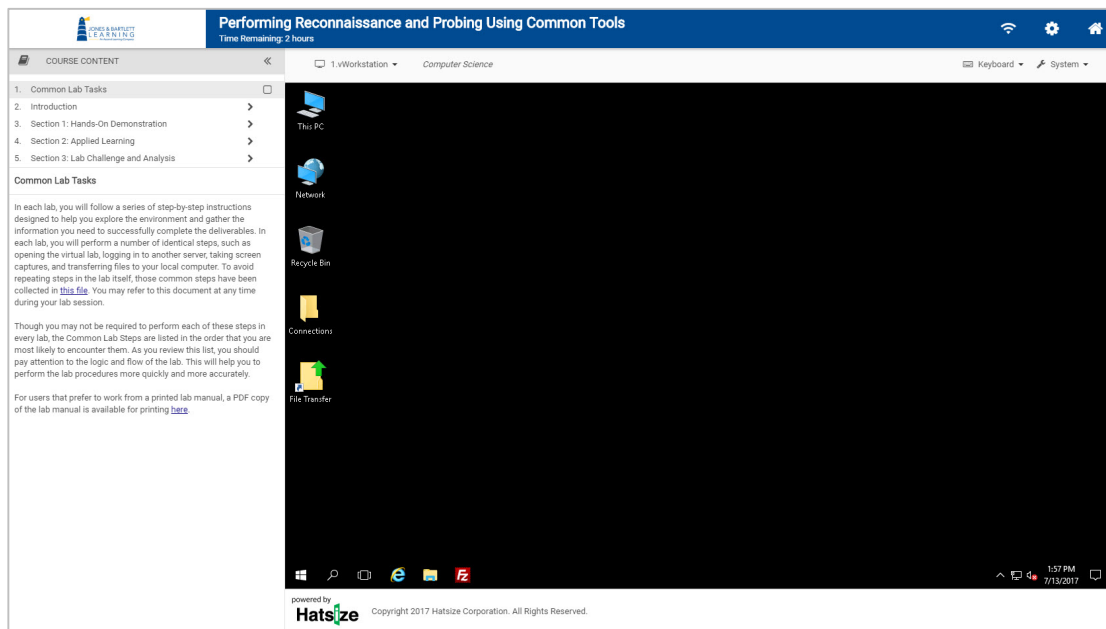 JONES & BARTLETT
LEARNING
Performing Reconnaissance and Probing Using Common Tools
Time Remaining: 2 hours
COURSE CONTENT
1. Common Lab Tasks
2. Introduction
3. Section 1: Hands-On Demonstration
4. Section 2: Applied Learning
5. Section 3: Lab Challenge and Analysis
Common Lab Tasks
In each lab, you will follow a series of step-by-step instructions
designed to help you explore the environment and gather the
information you need to successfully complete the deliverables. In
each lab, you will perform a number of identical steps, such as
opening the virtual lab, logging in to another server, taking screen
captures, and transferring files to your local computer. To avoid
repeating steps in the lab itself, those common steps have been
collected in this file. You may refer to this document at any time
during your lab session.
Though you may not be required to perform each of these steps in
every lab, the Common Lab Steps are listed in the order that you are
most likely to encounter them. As you review this list, you should
pay attention to the logic and flow of the lab. This will help you to
perform the lab procedures more quickly and more accurately.
For users that prefer to work from a printed lab manual, a PDF copy
of the lab manual is available for printing here.
1.vWorkstation
Computer Science
Keyboard
System
This PC
Network
Recycle Bin
Connections
File Transfer
1:57 PM
7/13/2017
powered by
Hatsize
Copyright 2017 Hatsize Corporation. All Rights Reserved.